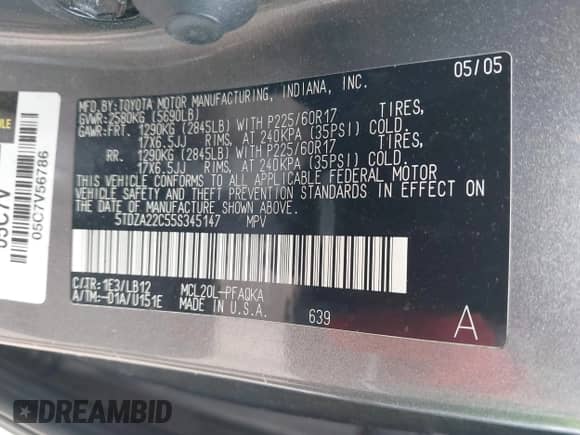 MFD.BY: TOYOTA MOTOR MANUFACTURING, INDIANA, INC. 05/05
GVWR: 2580KG (5690LB)
GAWR: FRT. 1290KG (2845LB) WITH P225/60R17 TIRES,
17X6.5JJ RIMS, AT 240KPA (35PSI) COLD.
RR. 1290KG (2845LB) WITH P225/60R17 TIRES,
17X6.5JJ RIMS, AT 240KPA (35PSI) COLD.
THIS VEHICLE CONFORMS TO ALL APPLICABLE FEDERAL MOTOR
VEHICLE SAFETY AND THEFT PREVENTION STANDARDS IN EFFECT ON
THE DATE OF MANUFACTURE SHOWN ABOVE.
5TDZA22C55S345147 MPV
C/TR: 1E3/LB12 MCL20L-PFAQKA
A/TM: -01A/U151E MADE IN U.S.A. 639 A
05C7V
05C7V56786
DREAMBID